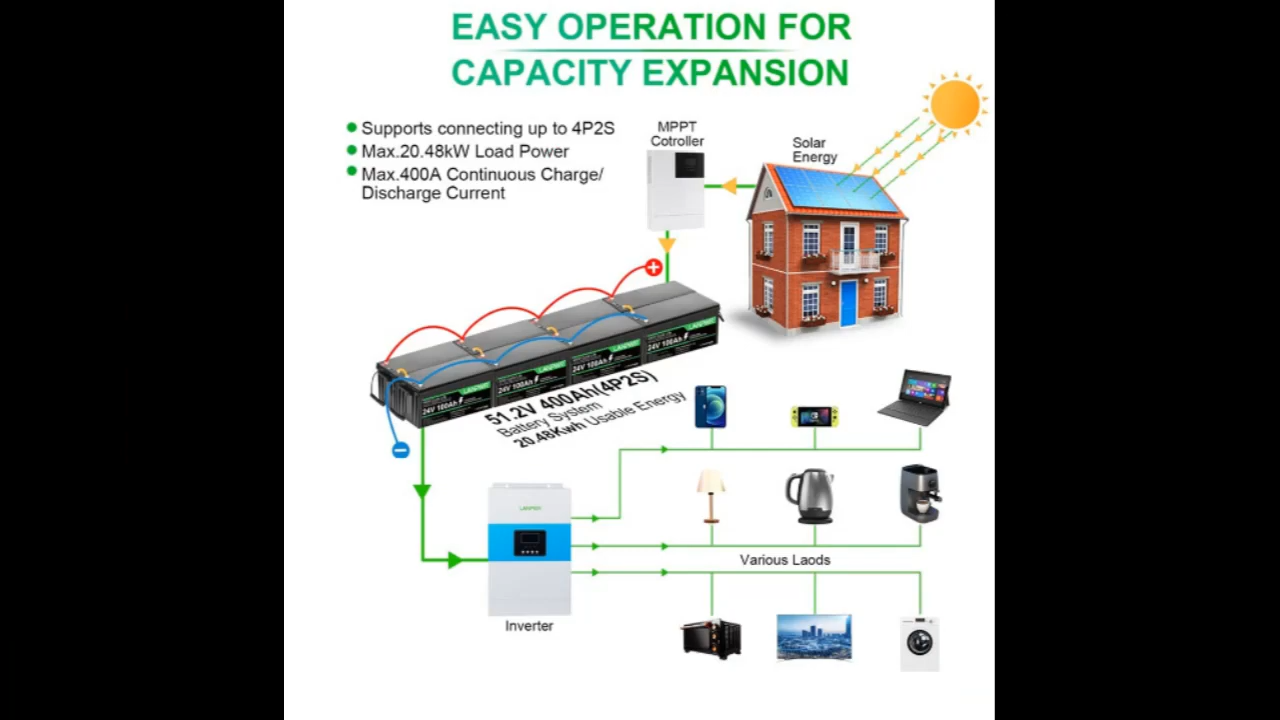 EASY OPERATION FOR
CAPACITY EXPANSION
Supports connecting up to 4P2S
Max.20.48kW Load Power
Max.400A Continuous Charge/
Discharge Current
MPPT
Cotroller
Solar
Energy
24V 100Ah
24V 100Ah
24V 100Ah
24V 100Ah
51.2V 400Ah(4P2S)
Battery System
20.48Kwh Usable Energy
Various Laods
Inverter